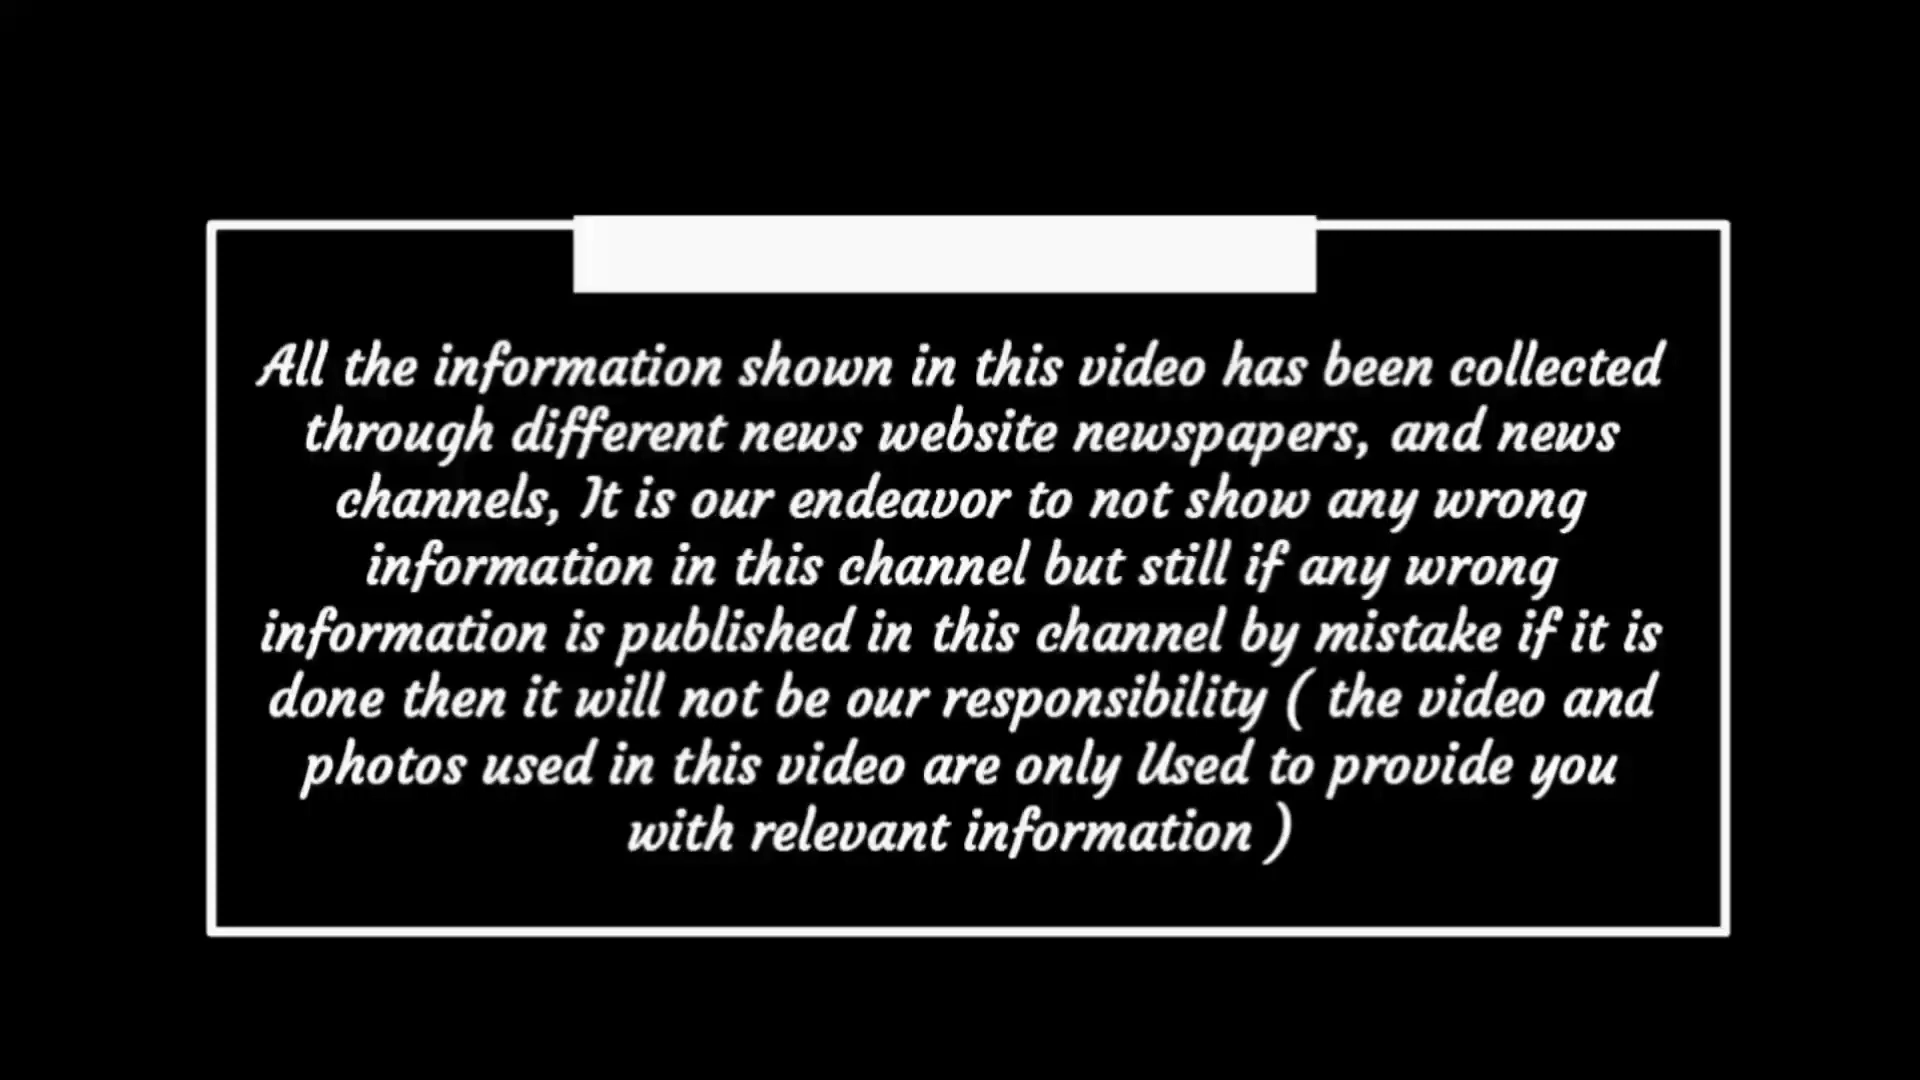 All the information shown in this video has been collected
through different news website newspapers, and news
channels, It is our endeavor to not show any wrong
information in this channel but still if any wrong
information is published in this channel by mistake if it is
done then it will not be our responsibility ( the video and
photos used in this video are only Used to provide you
with relevant information )